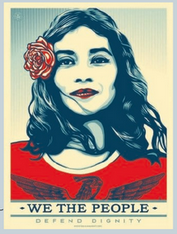 - WE THE PEOPLE -
DEFEND DIGNITY